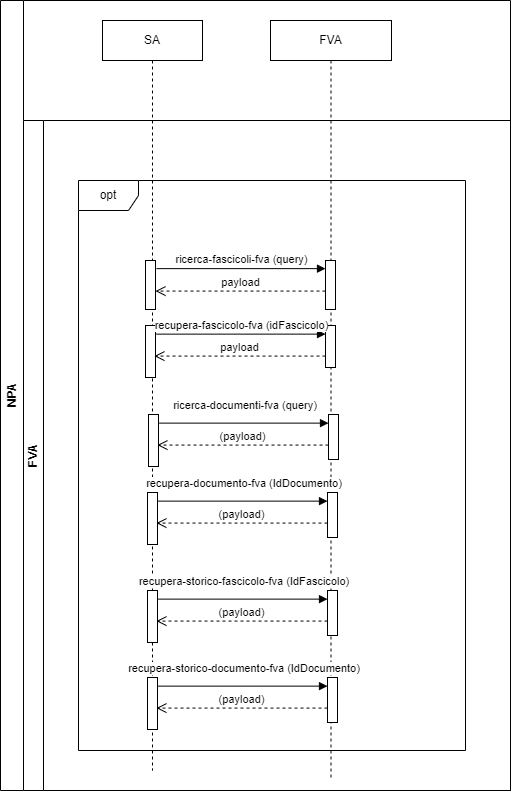 SA
FVA
NPA
FVA
opt
ricerca-fascicoli-fva (query)
payload
recupera-fascicolo-fva (idFascicolo)
payload
ricerca-documenti-fva (query)
(payload)
recupera-documento-fva (IdDocumento)
(payload)
recupera-storico-fascicolo-fva (IdFascicolo)
(payload)
recupera-storico-documento-fva (IdDocumento)
(payload)